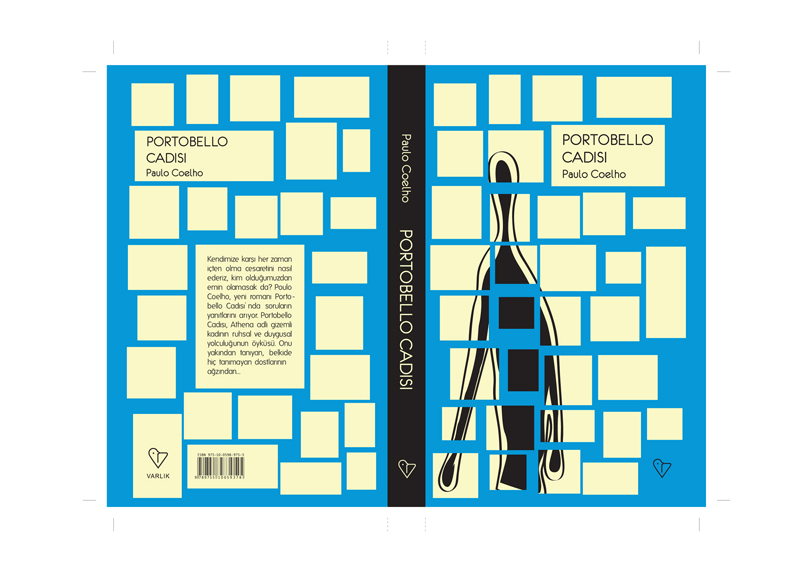 PORTOBELLO
CADISI
Paulo Coelho
Kendimize karşı her zaman
içten olma cesaretini nasıl
ederiz, kim olduğumuzdan
emin olamasak da? Poulo
Coelho, yeni romanı Porto-
bello Cadısı' nda soruların
yanıtlarını arıyor. Portobello
Cadısı, Athena adlı gizemli
kadının ruhsal ve duygusal
yolculuğunun öyküsü. Onu
yakından tanıyan, belkide
hiç tanımayan dostlarının
ağzından...
VARLIK
Paulo Coelho
PORTOBELLO CADISI
PORTOBELLO
CADISI
Paulo Coelho